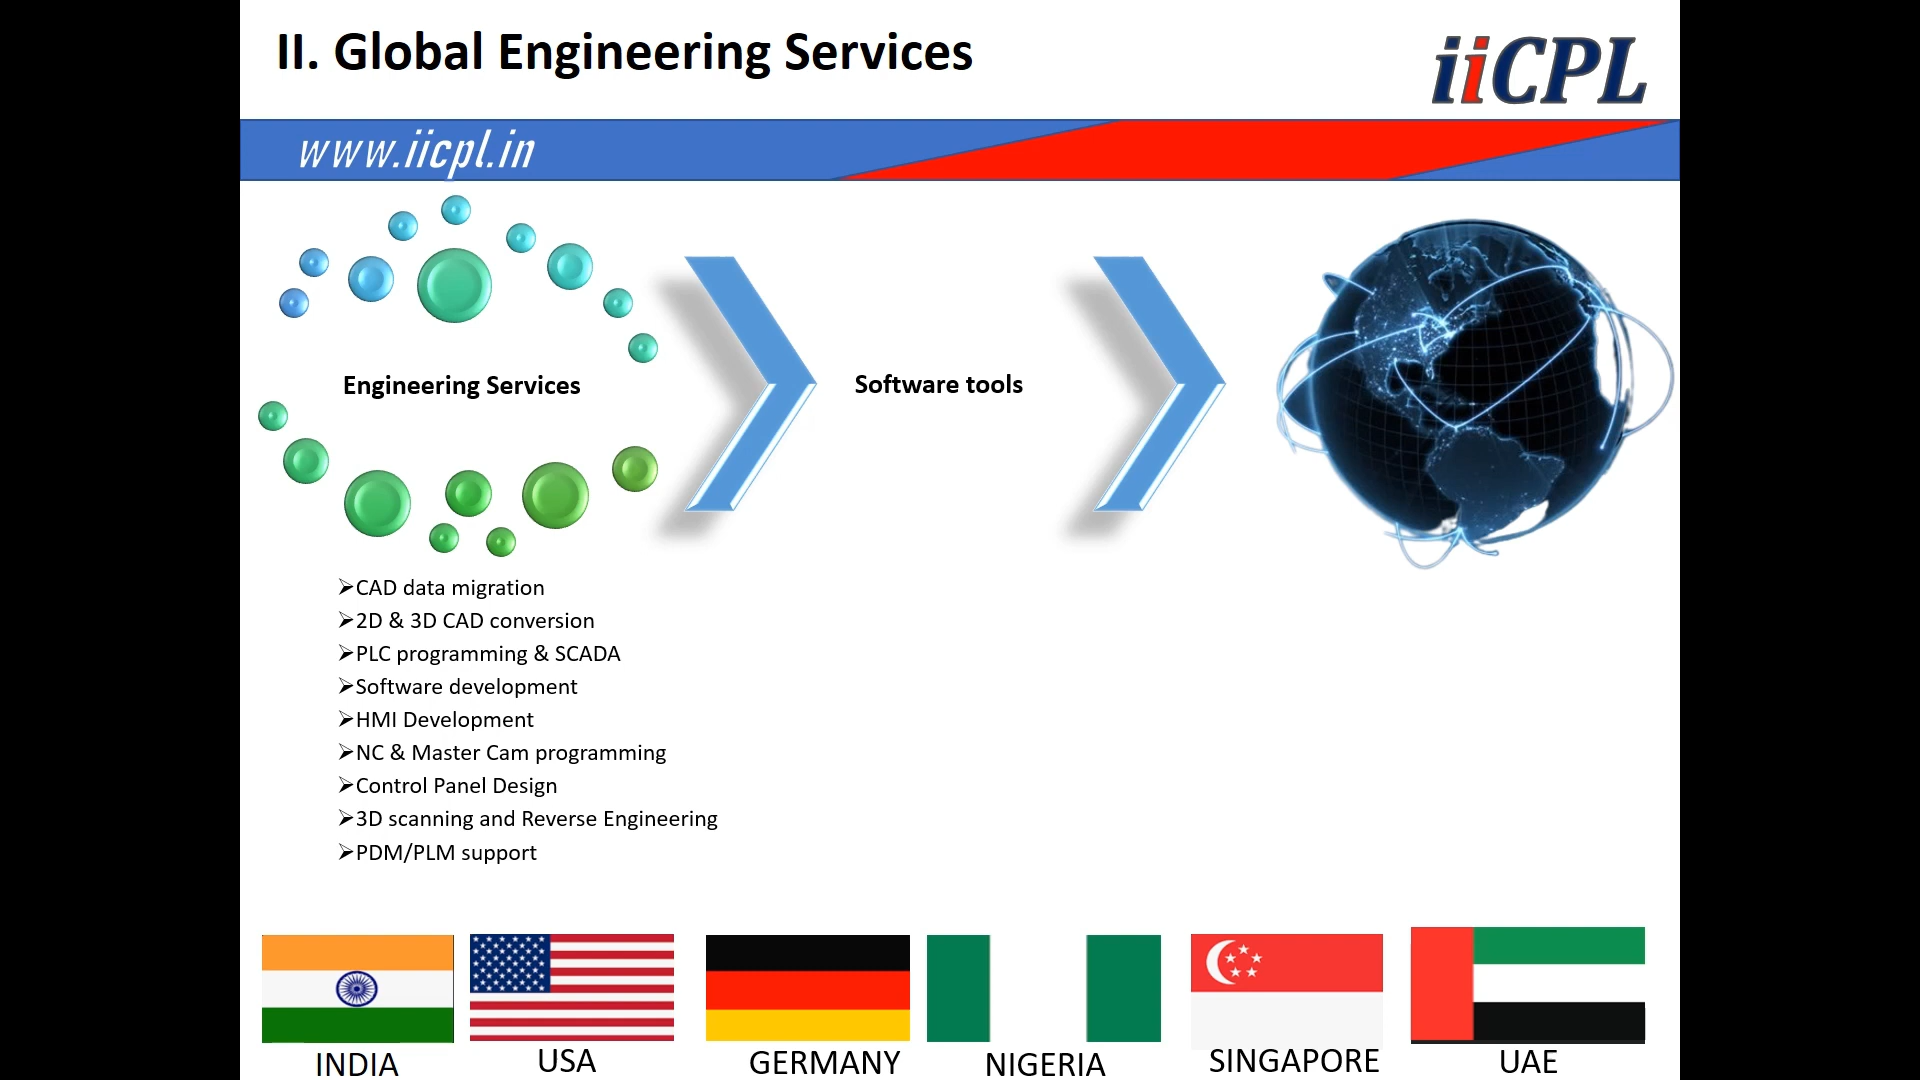 II. Global Engineering Services
iiCPL
www.iicpl.in
Engineering Services
Software tools
➢CAD data migration
➢2D & 3D CAD conversion
➢PLC programming & SCADA
➢Software development
➢HMI Development
➢NC & Master Cam programming
➢Control Panel Design
➢3D scanning and Reverse Engineering
➢PDM/PLM support
INDIA
USA
GERMANY
NIGERIA
SINGAPORE
UAE